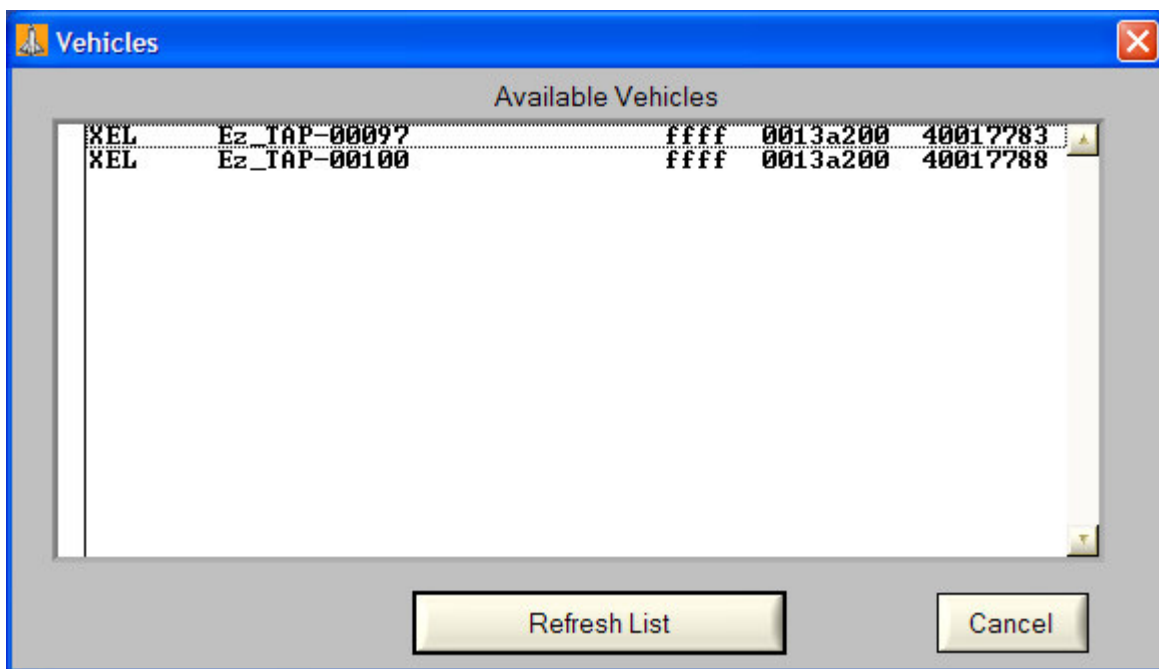 Vehicles
Available Vehicles
XEL Ez_TAP-00097 ffff 0013a200 40017783
XEL Ez_TAP-00100 ffff 0013a200 40017788
Refresh List Cancel